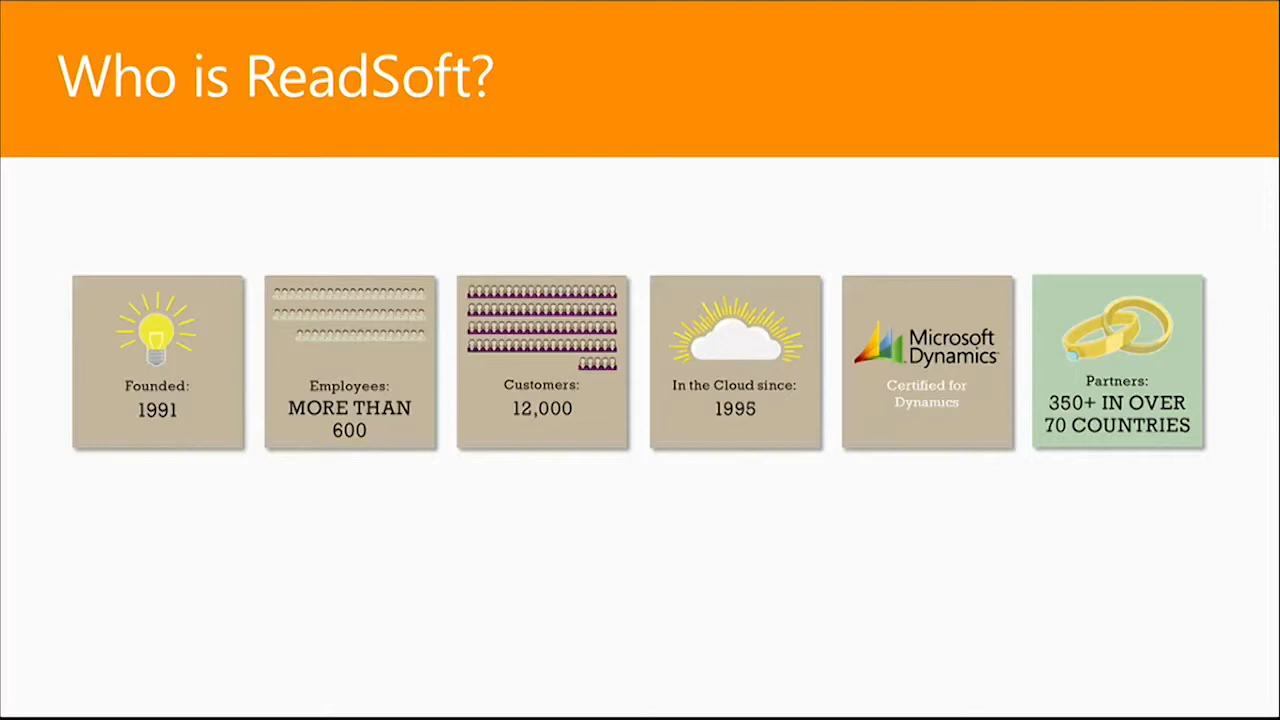 Who is ReadSoft?
Founded:
1991
Employees:
MORE THAN
600
Customers:
12,000
In the Cloud since:
1995
Microsoft
Dynamics
Certified for
Dynamics
Partners:
350+ IN OVER
70 COUNTRIES